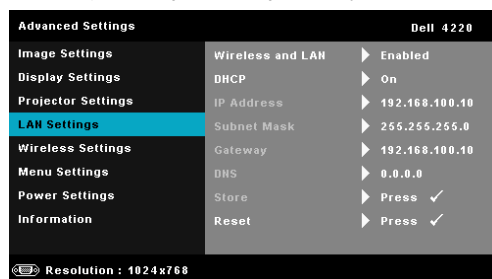 Advanced Settings Dell 4220
Image Settings Wireless and LAN Enabled
Display Settings DHCP On
Projector Settings IP Address 192.168.100.10
LAN Settings Subnet Mask 255.255.255.0
Wireless Settings Gateway 192.168.100.10
Menu Settings DNS 0.0.0.0
Power Settings Store Press ✓
Information Reset Press ✓
Resolution : 1024x768